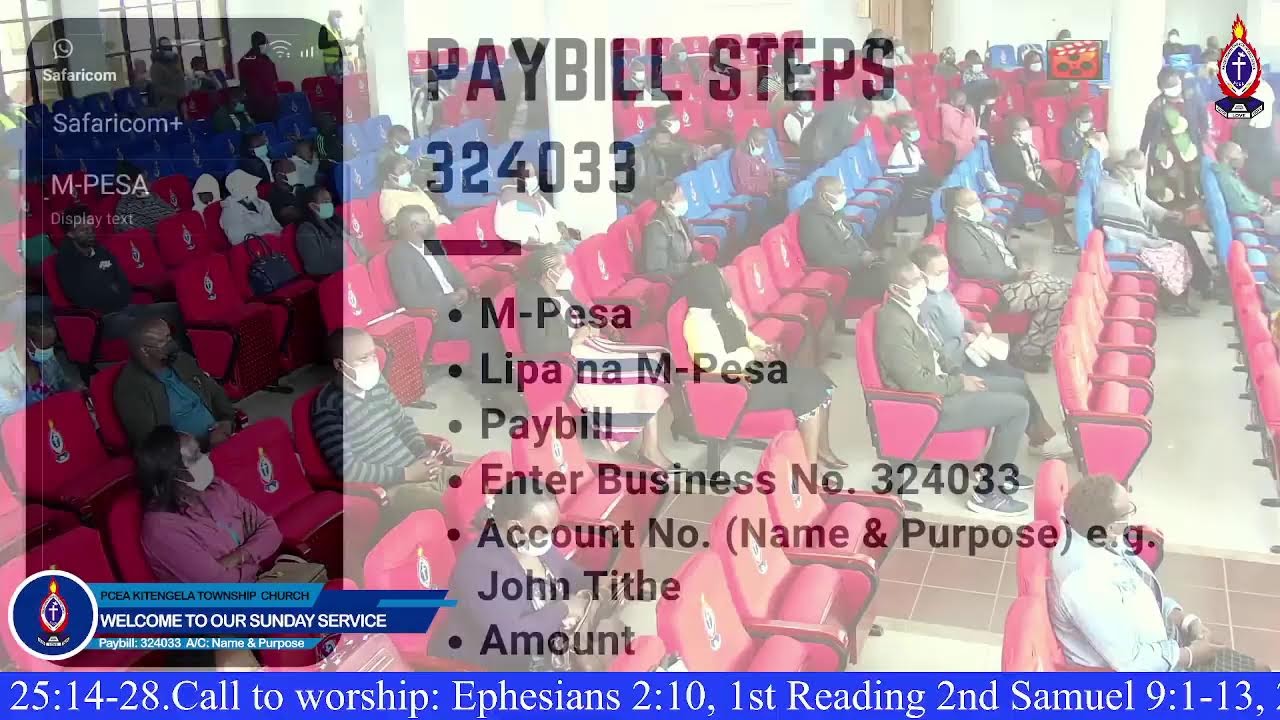 Safaricom
Safaricom+
M-PESA
Display text
PAYBILL STEPS
324033
• M-Pesa
• Lipa na M-Pesa
• Paybill
• Enter Business No. 324033
• Account No. (Name & Purpose) e.g.
John Tithe
• Amount
PCEA KITENGELA TOWNSHIP CHURCH
WELCOME TO OUR SUNDAY SERVICE
Paybill: 324033 A/C: Name & Purpose
25:14-28.Call to worship: Ephesians 2:10, 1st Reading 2nd Samuel 9:1-13,